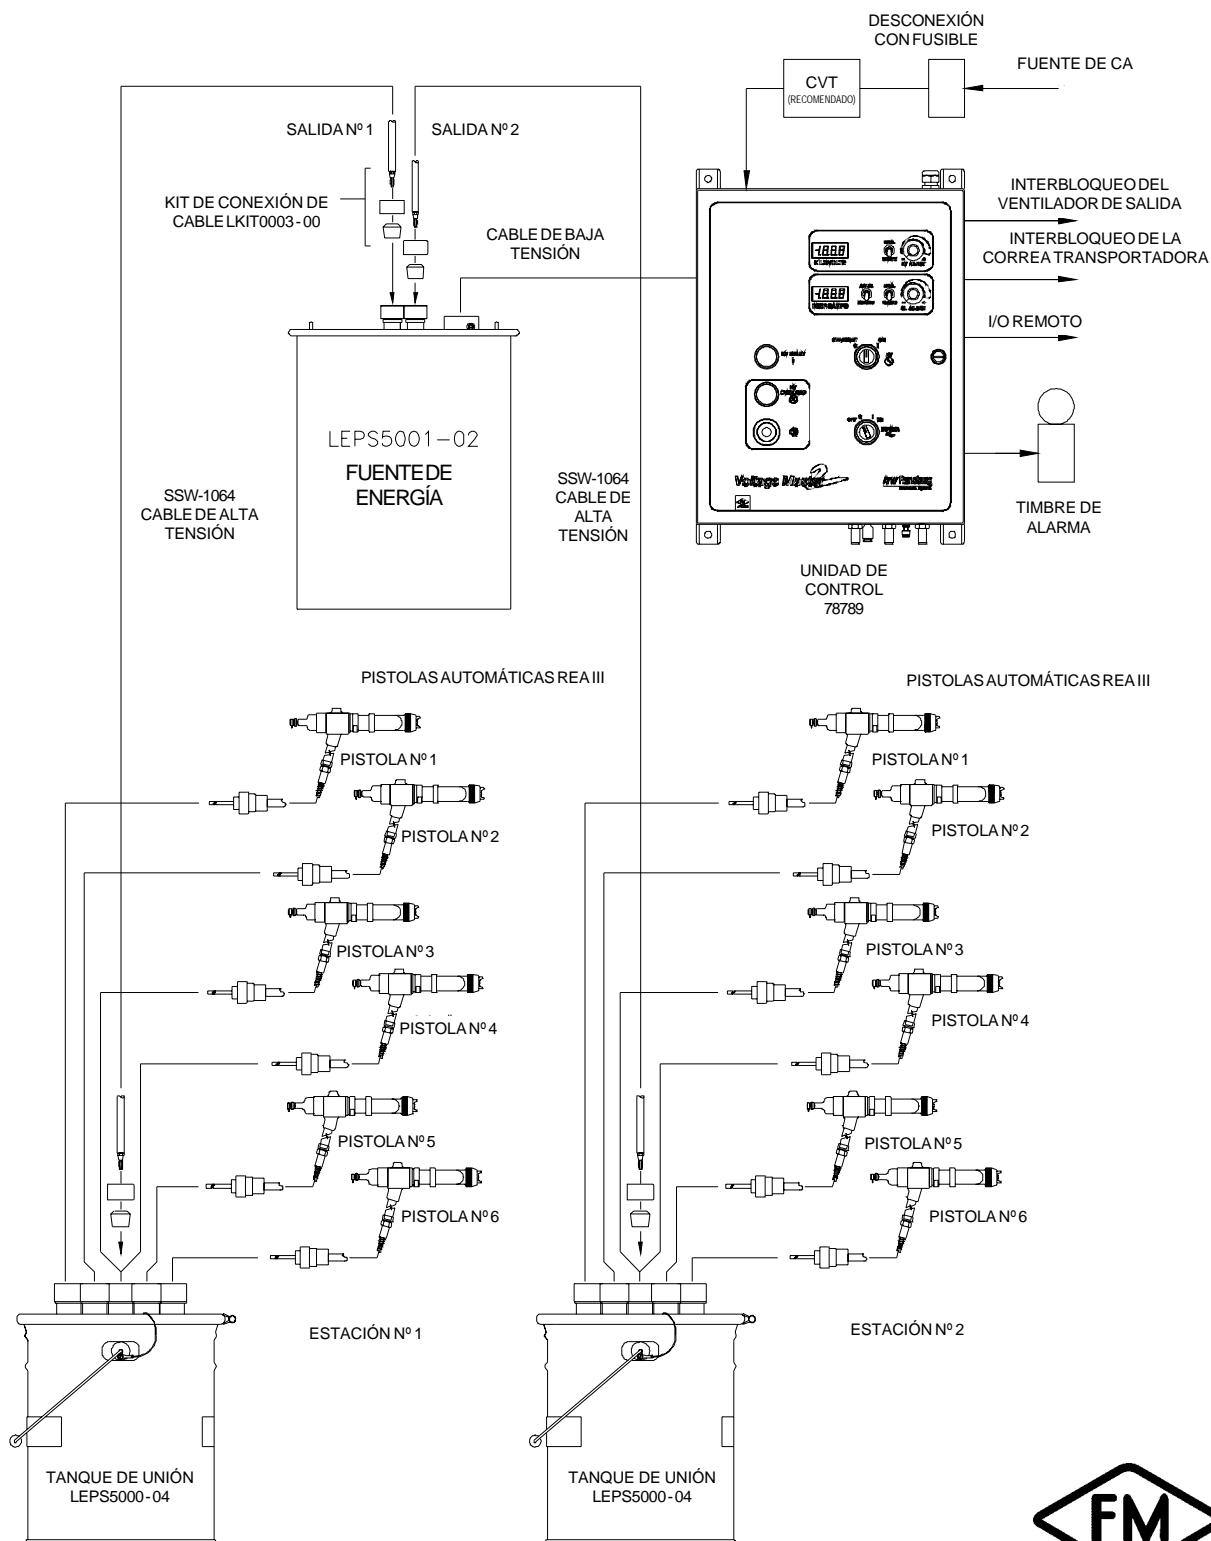 DESCONEXIÓN
CON FUSIBLE
FUENTE DE CA
CVT
(RECOMENDADO)
SALIDA Nº 1
SALIDA Nº 2
KIT DE CONEXIÓN DE
CABLE LKIT0003-00
CABLE DE BAJA
TENSIÓN
INTERBLOQUEO DEL
VENTILADOR DE SALIDA
INTERBLOQUEO DE LA
CORREA TRANSPORTADORA
I/O REMOTO
LEPS5001-02
FUENTE DE
ENERGÍA
SSW-1064
CABLE DE ALTA
TENSIÓN
SSW-1064
CABLE DE
ALTA
TENSIÓN
Voltage Master 2
TIMBRE DE
ALARMA
UNIDAD DE
CONTROL
78789
PISTOLAS AUTOMÁTICAS REA III
PISTOLA Nº 1
PISTOLA Nº 2
PISTOLA Nº 3
PISTOLA Nº 4
PISTOLA Nº 5
PISTOLA Nº 6
ESTACIÓN Nº 1
TANQUE DE UNIÓN
LEPS5000-04
PISTOLAS AUTOMÁTICAS REA III
PISTOLA Nº 1
PISTOLA Nº 2
PISTOLA Nº 3
PISTOLA Nº 4
PISTOLA Nº 5
PISTOLA Nº 6
ESTACIÓN Nº 2
TANQUE DE UNIÓN
LEPS5000-04
FM